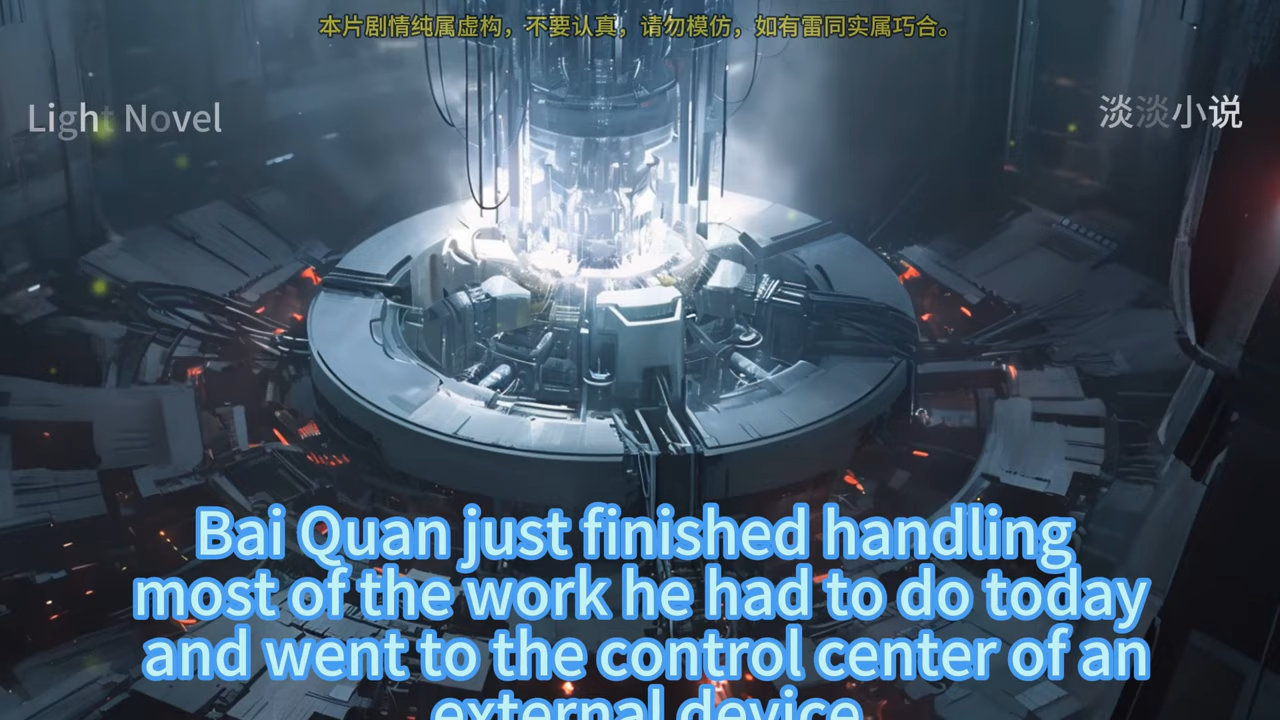 本片剧情纯属虚构，不要认真，请勿模仿，如有雷同实属巧合。
Light Novel
淡淡小说
Bai Quan just finished handling
most of the work he had to do today
and went to the control center of an
external device